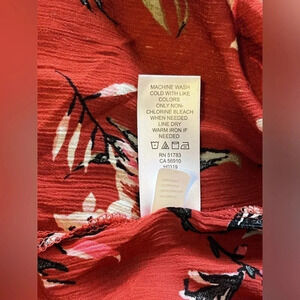 MACHINE WASH
COLD WITH LIKE
COLORS
ONLY NON-
CHLORINE BLEACH
WHEN NEEDED
LINE DRY
WARM IRON IF
NEEDED
RN 51783
CA 56910